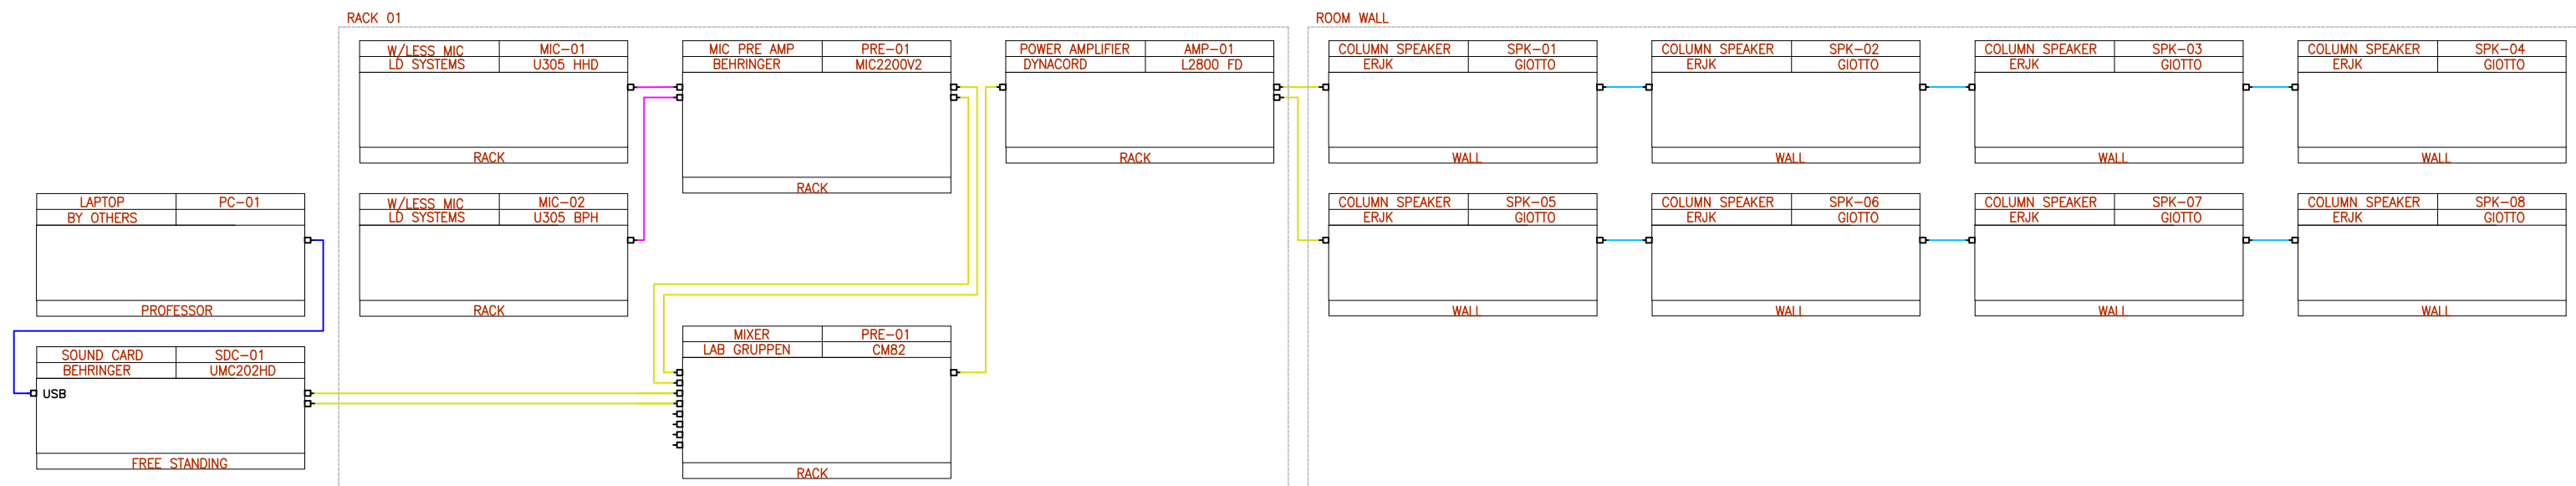 RACK 01
ROOM WALL
W/LESS MIC MIC-01
LD SYSTEMS U305 HHD
RACK
MIC PRE AMP PRE-01
BEHRINGER MIC2200V2
RACK
POWER AMPLIFIER AMP-01
DYNACORD L2800 FD
RACK
COLUMN SPEAKER SPK-01
ERJK GIOTTO
WALL
COLUMN SPEAKER SPK-02
ERJK GIOTTO
WALL
COLUMN SPEAKER SPK-03
ERJK GIOTTO
WALL
COLUMN SPEAKER SPK-04
ERJK GIOTTO
WALL
LAPTOP PC-01
BY OTHERS
PROFESSOR
W/LESS MIC MIC-02
LD SYSTEMS U305 BPH
RACK
COLUMN SPEAKER SPK-05
ERJK GIOTTO
WALL
COLUMN SPEAKER SPK-06
ERJK GIOTTO
WALL
COLUMN SPEAKER SPK-07
ERJK GIOTTO
WALL
COLUMN SPEAKER SPK-08
ERJK GIOTTO
WALL
SOUND CARD SDC-01
BEHRINGER UMC202HD
USB
FREE STANDING
MIXER PRE-01
LAB GRUPPEN CM82
RACK